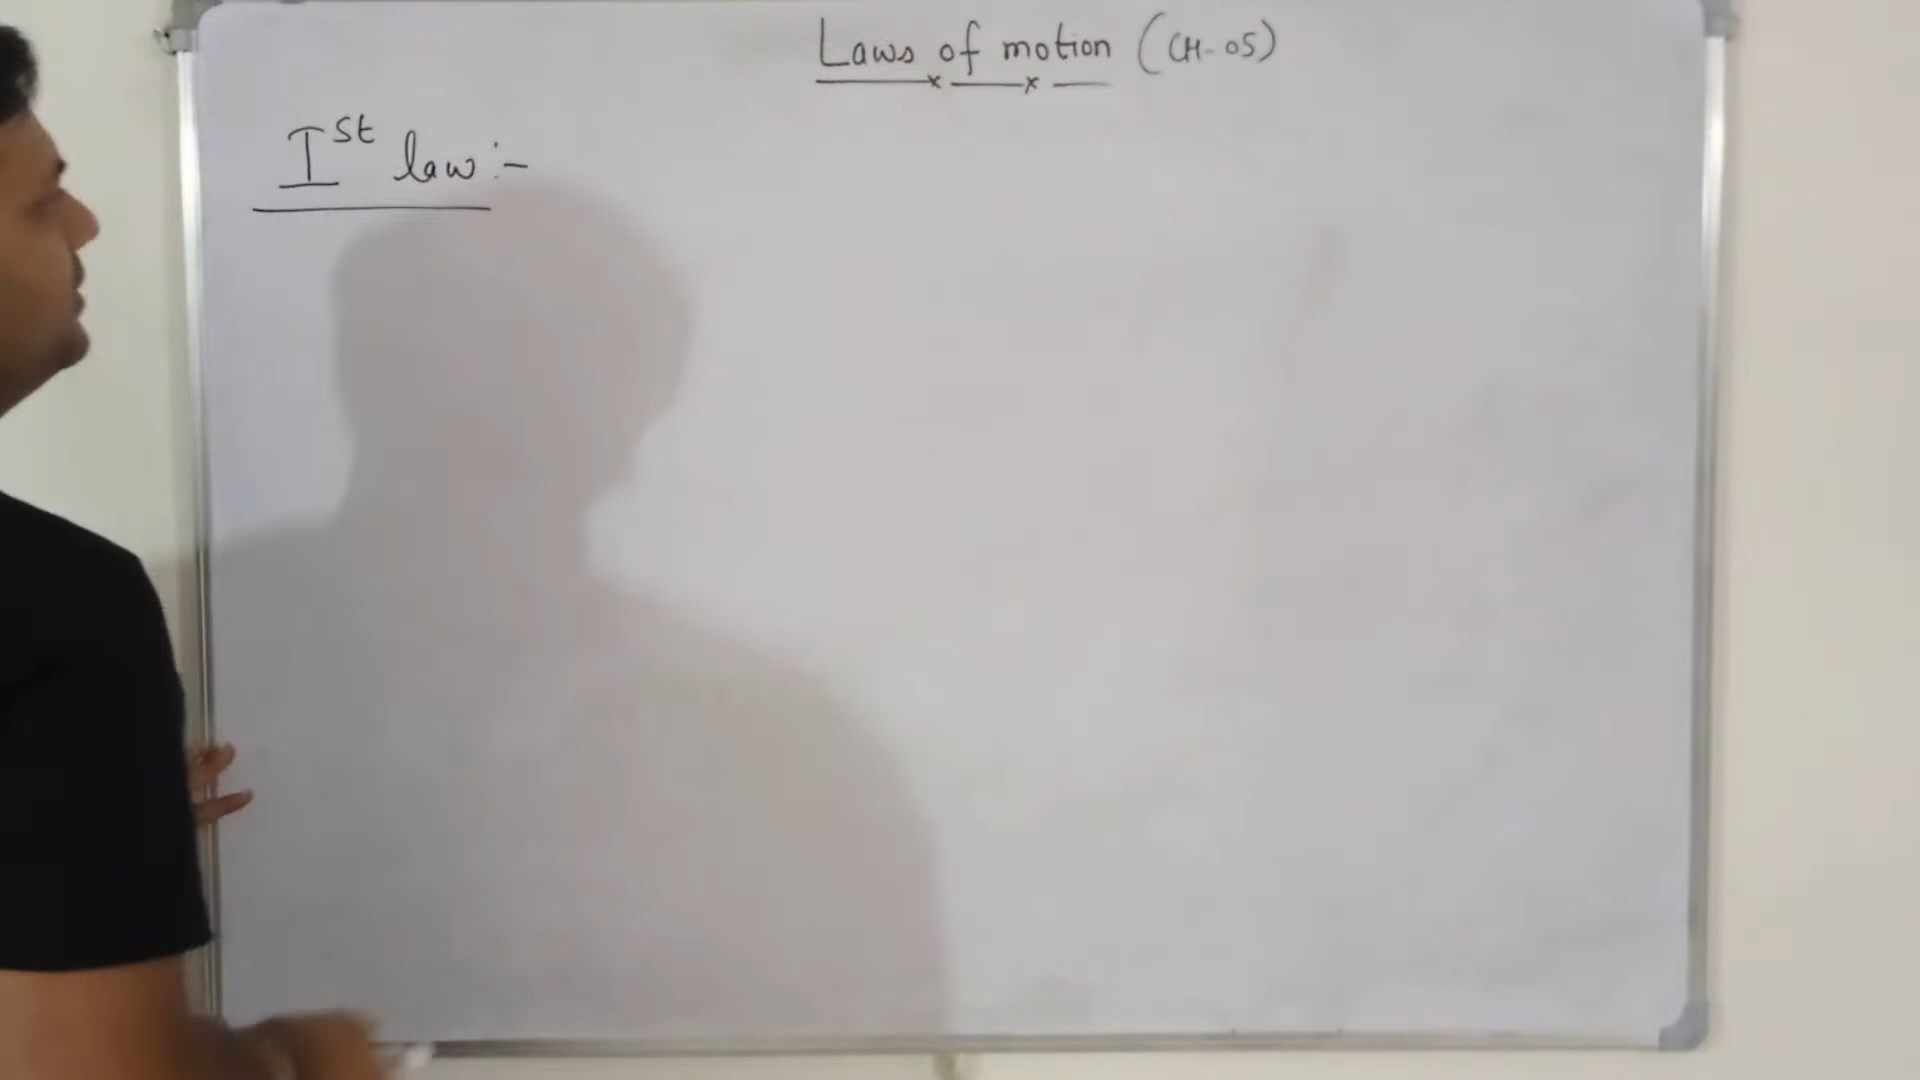 Laws of motion (CH-05)
Ist law :-